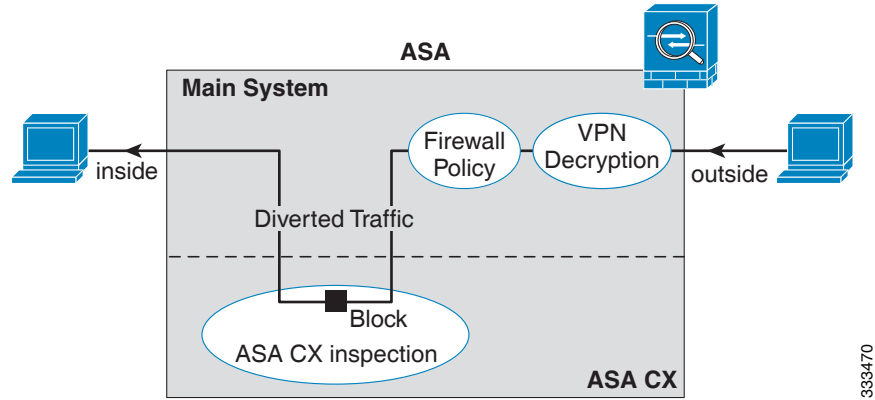 ASA
Main System
Firewall
Policy
VPN
Decryption
inside
outside
Diverted Traffic
Block
ASA CX inspection
ASA CX
333470